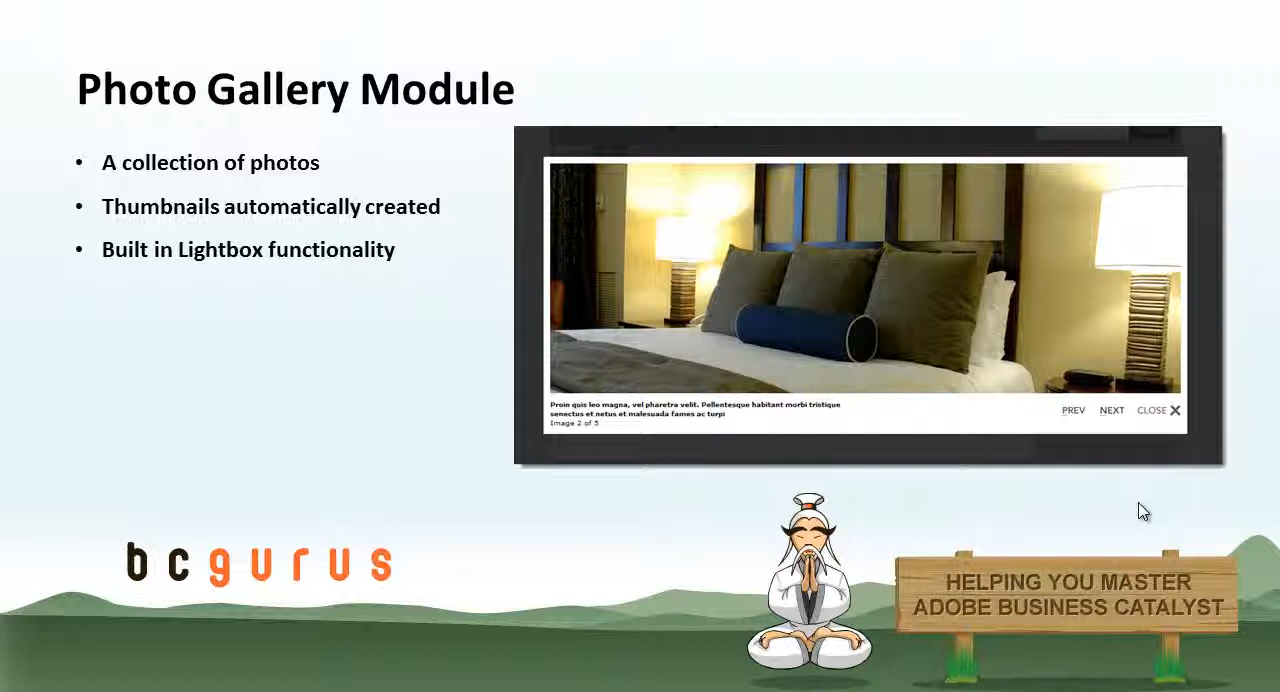 Photo Gallery Module
• A collection of photos
• Thumbnails automatically created
• Built in Lightbox functionality
Proin quis leo magna, vel pharetra velit. Pellentesque habitant morbi tristique
senectus et netus et malesuada fames ac turpi
Image 2 of 5
PREV NEXT CLOSE X
bcgurus
HELPING YOU MASTER
ADOBE BUSINESS CATALYST